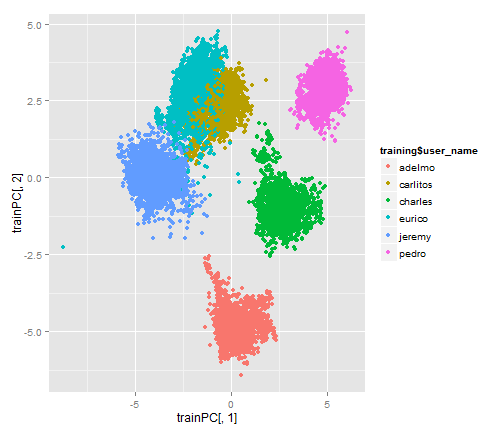 5.0
2.5
0.0
-2.5
-5.0
trainPC[, 2]
-5
0
5
trainPC[, 1]
training$user_name
adelmo
carlitos
charles
eurico
jeremy
pedro